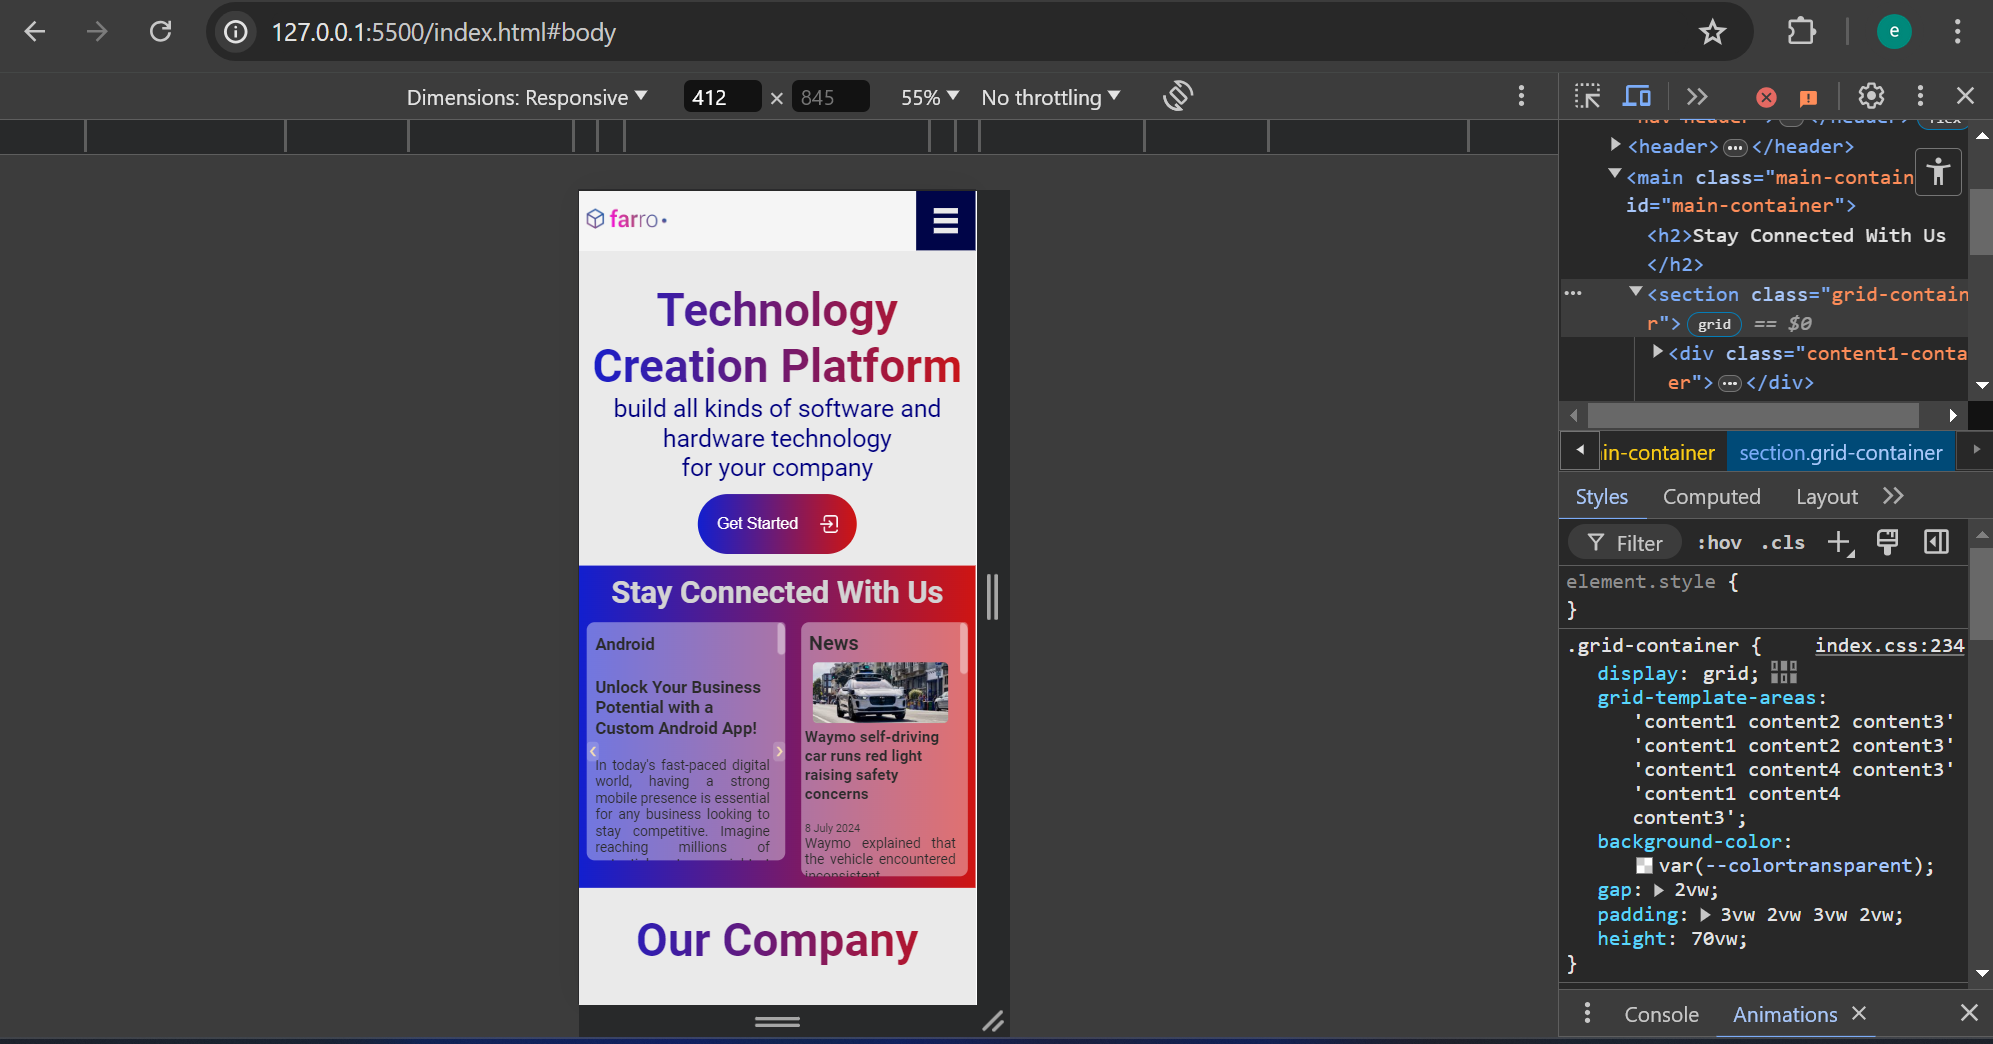 127.0.0.1:5500/index.html#body
e
Dimensions: Responsive
412 × 845
55%
No throttling
<header> ••• </header>
<main class="main-contain
id="main-container">
<h2>Stay Connected With Us
</h2>
••• <section class="grid-contain
r"> grid == $0
<div class="content1-conta
er"> ••• </div>
in-container
section.grid-container
Styles Computed Layout
Filter :hov .cls
element.style {
}
.grid-container { index.css:234
display: grid;
grid-template-areas:
'content1 content2 content3'
'content1 content2 content3'
'content1 content4 content3'
'content1 content4
content3';
background-color:
var(--colortransparent);
gap: 2vw;
padding: 3vw 2vw 3vw 2vw;
height: 70vw;
}
Console Animations
farro
Technology
Creation Platform
build all kinds of software and
hardware technology
for your company
Get Started
Stay Connected With Us
Android
Unlock Your Business
Potential with a
Custom Android App!
In today's fast-paced digital
world, having a strong
mobile presence is essential
for any business looking to
stay competitive. Imagine
reaching millions of
News
Waymo self-driving
car runs red light
raising safety
concerns
8 July 2024
Waymo explained that
the vehicle encountered
inconsistent
Our Company